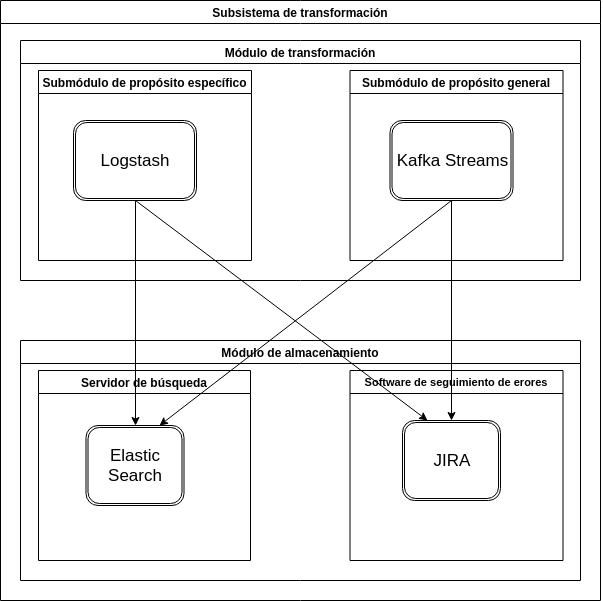 Subsistema de transformación
Módulo de transformación
Submódulo de propósito específico
Submódulo de propósito general
Logstash
Kafka Streams
Módulo de almacenamiento
Servidor de búsqueda
Software de seguimiento de erores
Elastic
Search
JIRA